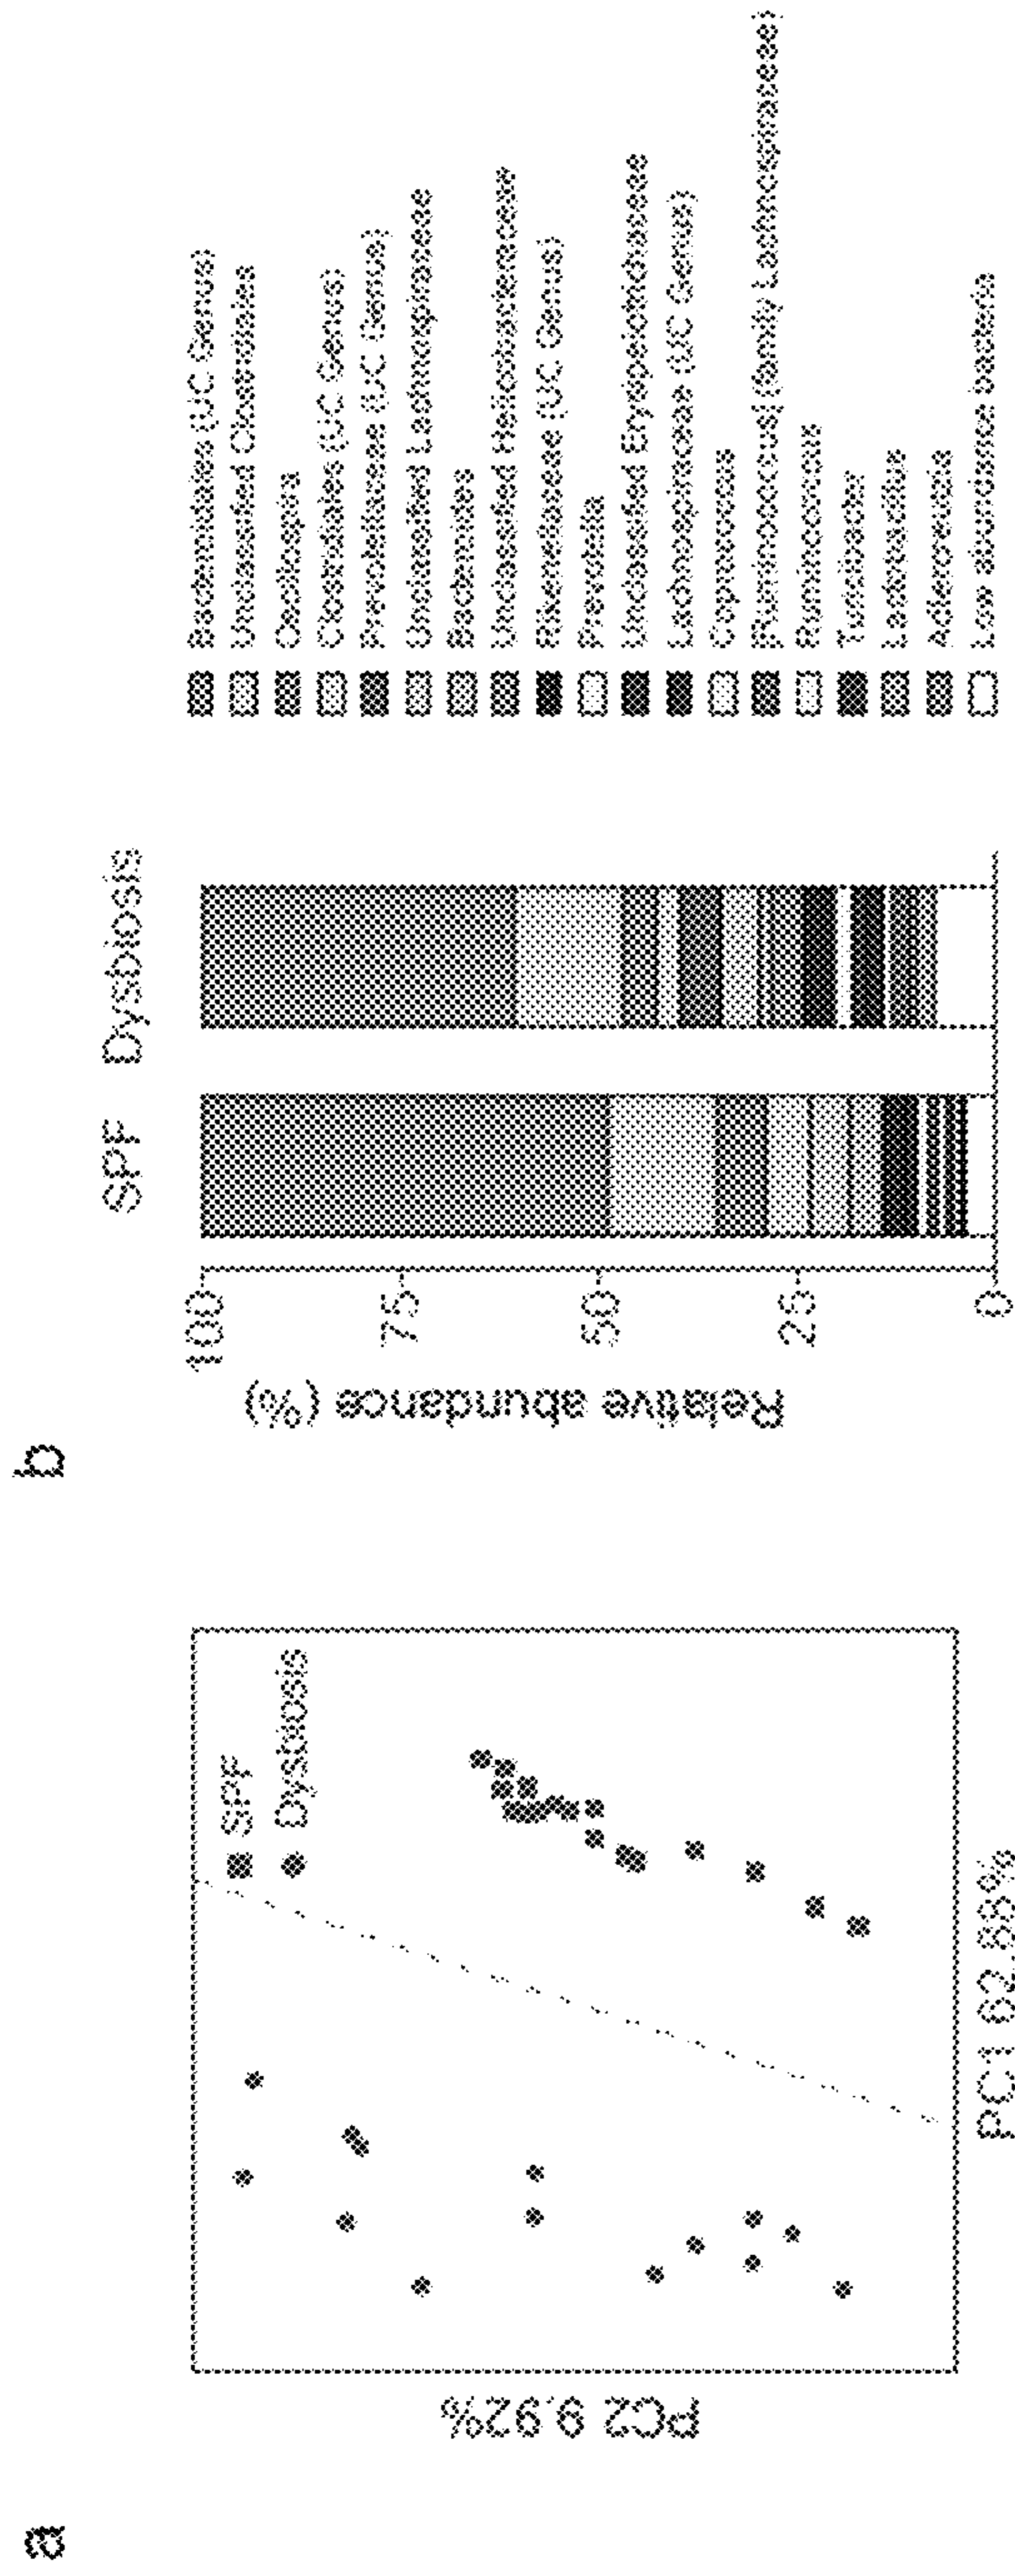 a
PC2 9.92%
SPF
Dysbiosis
PC1 62.88%
b
Relative abundance (%)
100
75
50
25
0
SPF
Dysbiosis
Bacteroidales (UC Genus)
Unclassified Clostridiales
Oscillospira
Clostridiales (UC Genus)
Prevotellaceae (UC Genus)
Unclassified Lachnospiraceae
Bacteroides
Unclassified Helicobacteraceae
Rikenellaceae (UC Genus)
Prevotella
Unclassified Erysipelotrichaceae
Lachnospiraceae (UC Genus)
Coprococcus
[Ruminococcus] (family Lachnospiraceae)
Ruminococcus
Turicibacter
Lactobacillus
Adlercreutzia
Low abundance bacteria